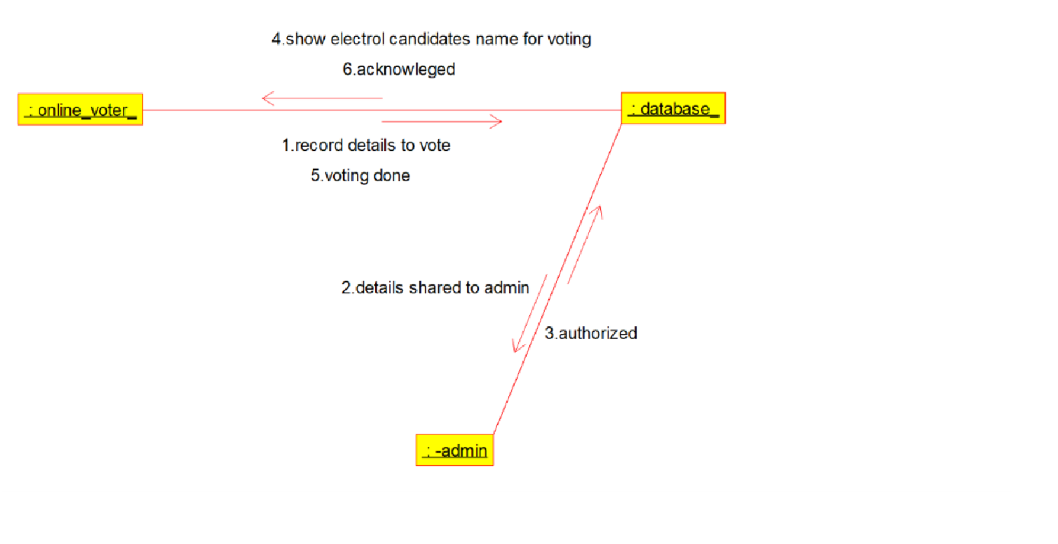 4.show electrol candidates name for voting
6.acknowleged
: online_voter_
: database_
1.record details to vote
5.voting done
2.details shared to admin
3.authorized
: -admin